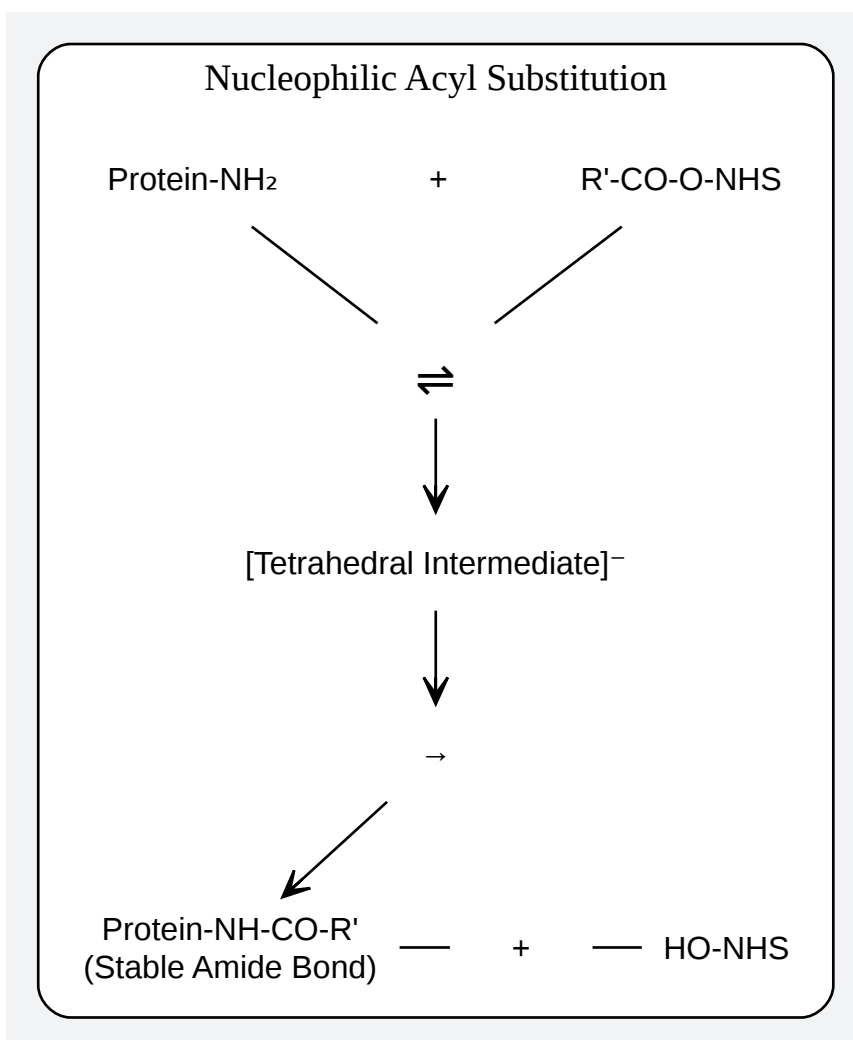 Nucleophilic Acyl Substitution
Protein-NH₂ + R'-CO-O-NHS
⇌
[Tetrahedral Intermediate]⁻
→
Protein-NH-CO-R'
(Stable Amide Bond) + HO-NHS